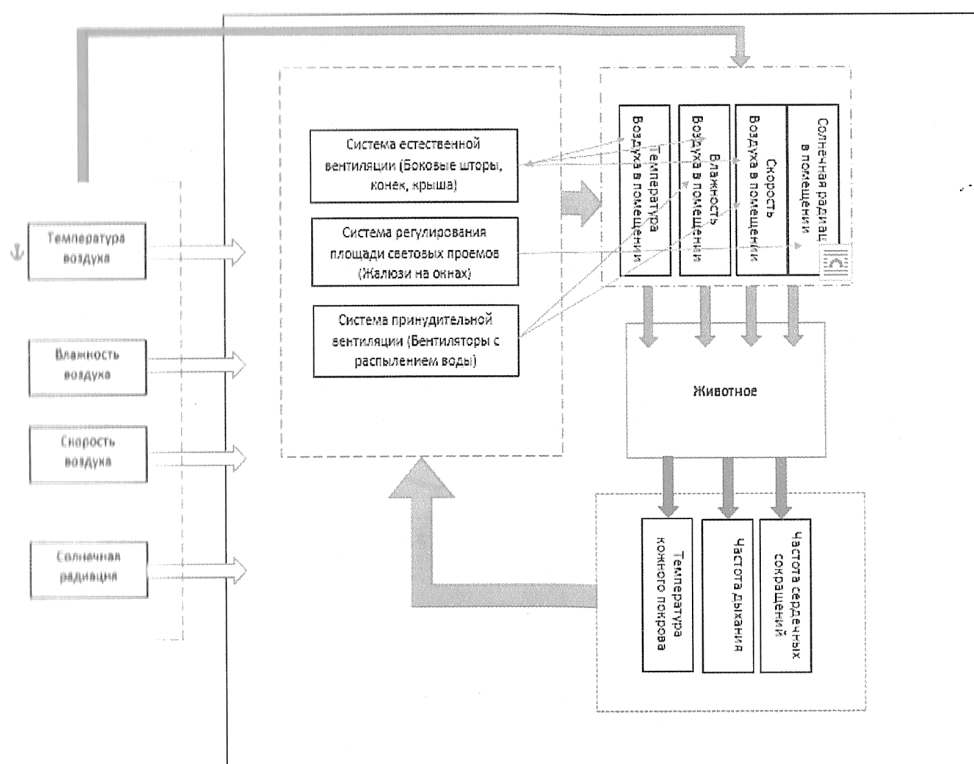 Система естественной
вентиляции (Боковые шторы,
конек, крыша)
Система регулирования
площади световых проемов
(Жалюзи на окнах)
Система принудительной
вентиляции (Вентиляторы с
распылением воды)
Температура
Воздуха в помещении
Влажность
Воздуха в помещении
Скорость
Воздуха в помещении
Солнечная радиац
в помещении
Температура
воздуха
Влажность
воздуха
Скорость
воздуха
Солнечная
радиация
Животное
Температура
кожного покрова
Частота дыхания
Частота сердечных
сокращений